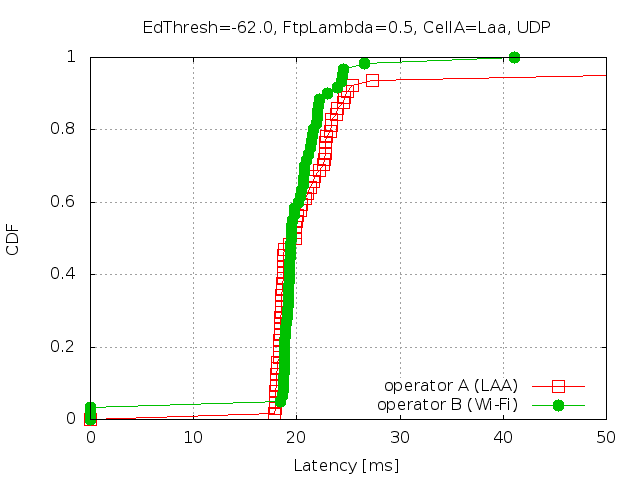 EdThresh=-62.0, FtpLambda=0.5, CellA=Laa, UDP
1
0.8
0.6
0.4
0.2
0
CDF
operator A (LAA)
operator B (Wi-Fi)
0 10 20 30 40 50
Latency [ms]